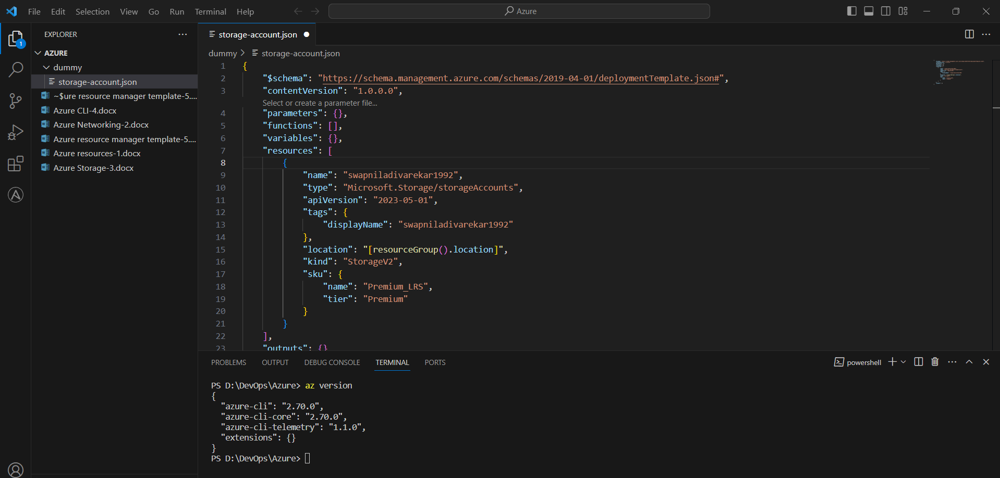 File Edit Selection View Go Run Terminal Help
Azure
EXPLORER
1
AZURE
dummy
storage-account.json
~$ure resource manager template-5....
Azure CLI-4.docx
Azure Networking-2.docx
Azure resource manager template-5....
Azure resources-1.docx
Azure Storage-3.docx
storage-account.json
dummy > storage-account.json
1 {
2 "$schema": "https://schema.management.azure.com/schemas/2019-04-01/deploymentTemplate.json#",
3 "contentVersion": "1.0.0.0",
Select or create a parameter file...
4 "parameters": {},
5 "functions": [],
6 "variables": {},
7 "resources": [
8 {
9 "name": "swapniladivarekar1992",
10 "type": "Microsoft.Storage/storageAccounts",
11 "apiVersion": "2023-05-01",
12 "tags": {
13 "displayName": "swapniladivarekar1992"
14 },
15 "location": "[resourceGroup().location]",
16 "kind": "StorageV2",
17 "sku": {
18 "name": "Premium_LRS",
19 "tier": "Premium"
20 }
21 }
22 ],
23 "outputs": {}
PROBLEMS OUTPUT DEBUG CONSOLE TERMINAL PORTS
powershell
PS D:\DevOps\Azure> az version
{
"azure-cli": "2.70.0",
"azure-cli-core": "2.70.0",
"azure-cli-telemetry": "1.1.0",
"extensions": {}
}
PS D:\DevOps\Azure>